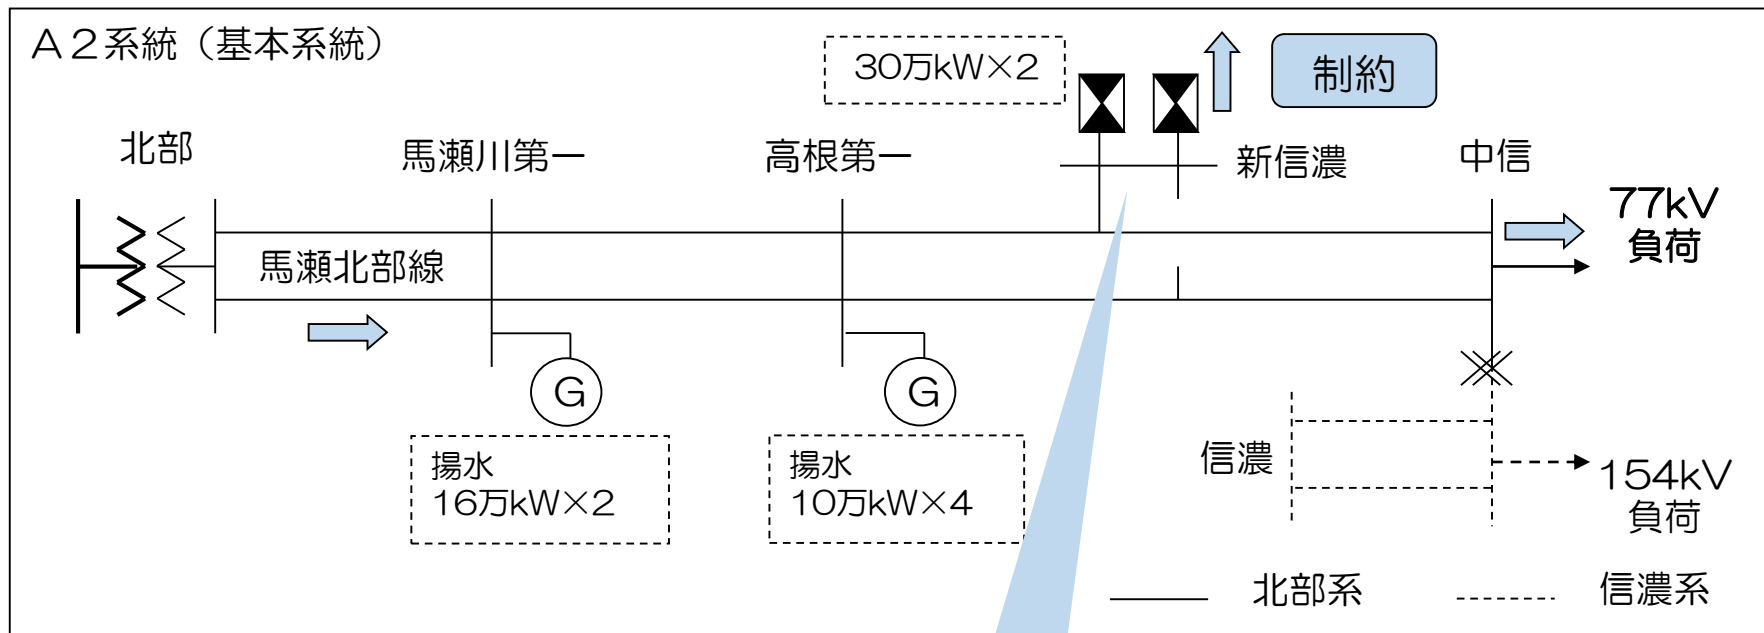 A2系統（基本系統）
30万kW×2
制約
北部
馬瀬川第一
高根第一
新信濃
中信
77kV
負荷
馬瀬北部線
G
G
揚水
16万kW×2
揚水
10万kW×4
信濃
154kV
負荷
北部系
信濃系